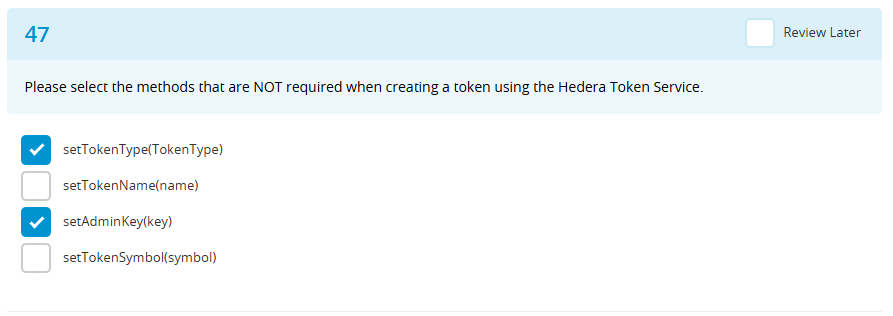 47
Review Later
Please select the methods that are NOT required when creating a token using the Hedera Token Service.
setTokenType(TokenType)
setTokenName(name)
setAdminKey(key)
setTokenSymbol(symbol)